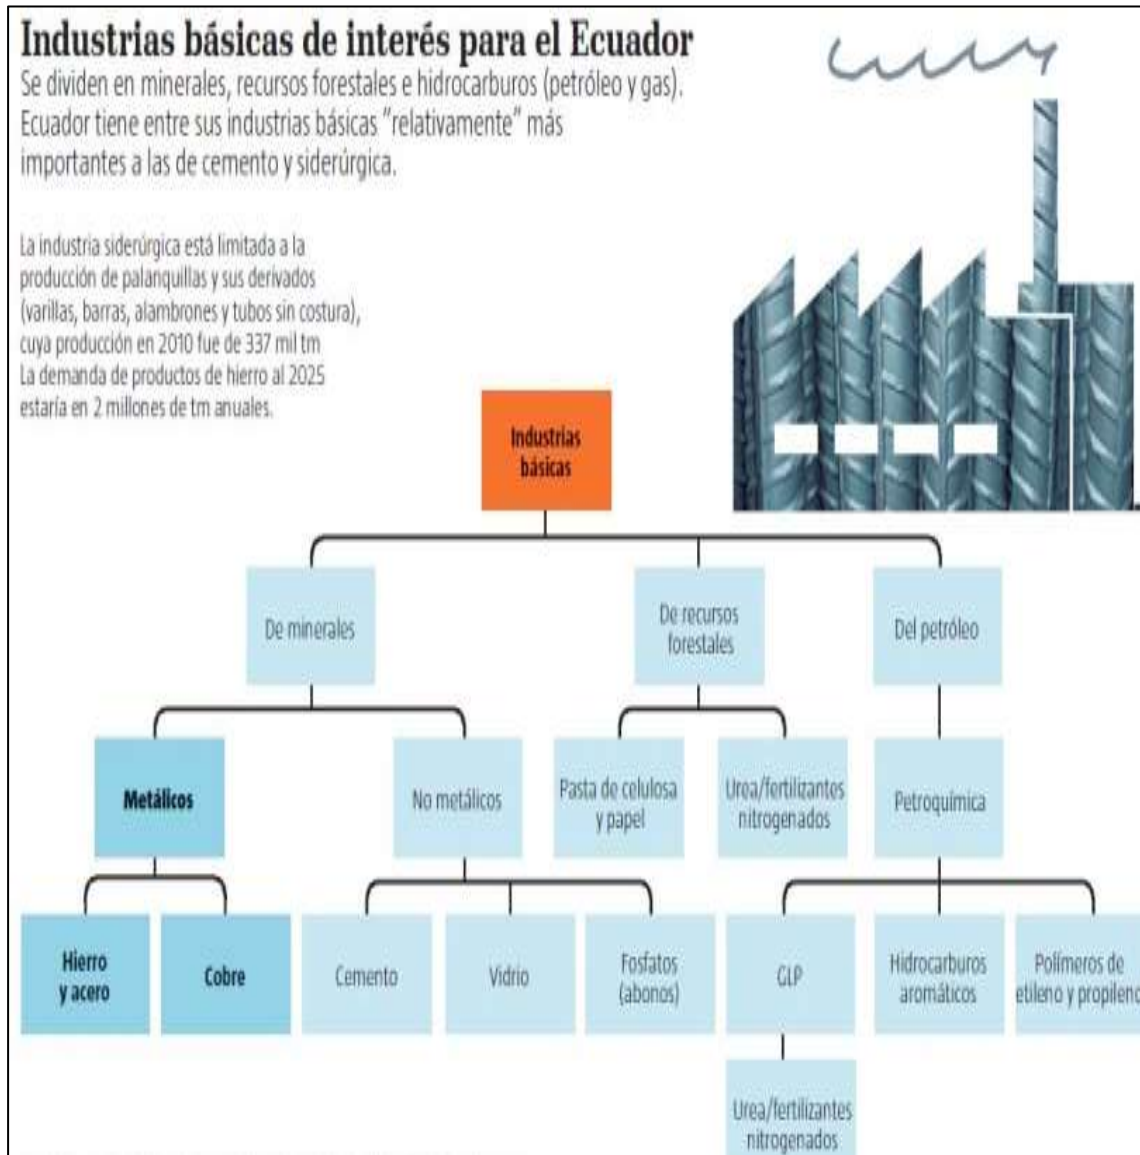 Industrias básicas de interés para el Ecuador
Se dividen en minerales, recursos forestales e hidrocarburos (petróleo y gas).
Ecuador tiene entre sus industrias básicas “relativamente” más
importantes a las de cemento y siderúrgica.
La industria siderúrgica está limitada a la
producción de palanquillas y sus derivados
(varillas, barras, alambrones y tubos sin costura),
cuya producción en 2010 fue de 337 mil tm
La demanda de productos de hierro al 2025
estaría en 2 millones de tm anuales.
Industrias
básicas
De minerales
De recursos
forestales
Del petróleo
Metálicos
No metálicos
Pasta de celulosa
y papel
Urea/fertilizantes
nitrogenados
Petroquímica
Hierro
y acero
Cobre
Cemento
Vidrio
Fosfatos
(abonos)
GLP
Hidrocarburos
aromáticos
Polímeros de
etileno y propileno
Urea/fertilizantes
nitrogenados